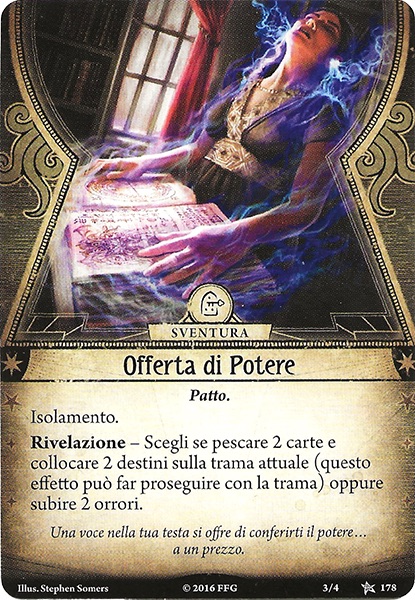 SVENTURA
Offerta di Potere
Patto.
Isolamento.
Rivelazione – Scegli se pescare 2 carte e
collocare 2 destini sulla trama attuale (questo
effetto può far proseguire con la trama) oppure
subire 2 orrori.
Una voce nella tua testa si offre di conferirti il potere…
a un prezzo.
Illus. Stephen Somers © 2016 FFG 3/4 178